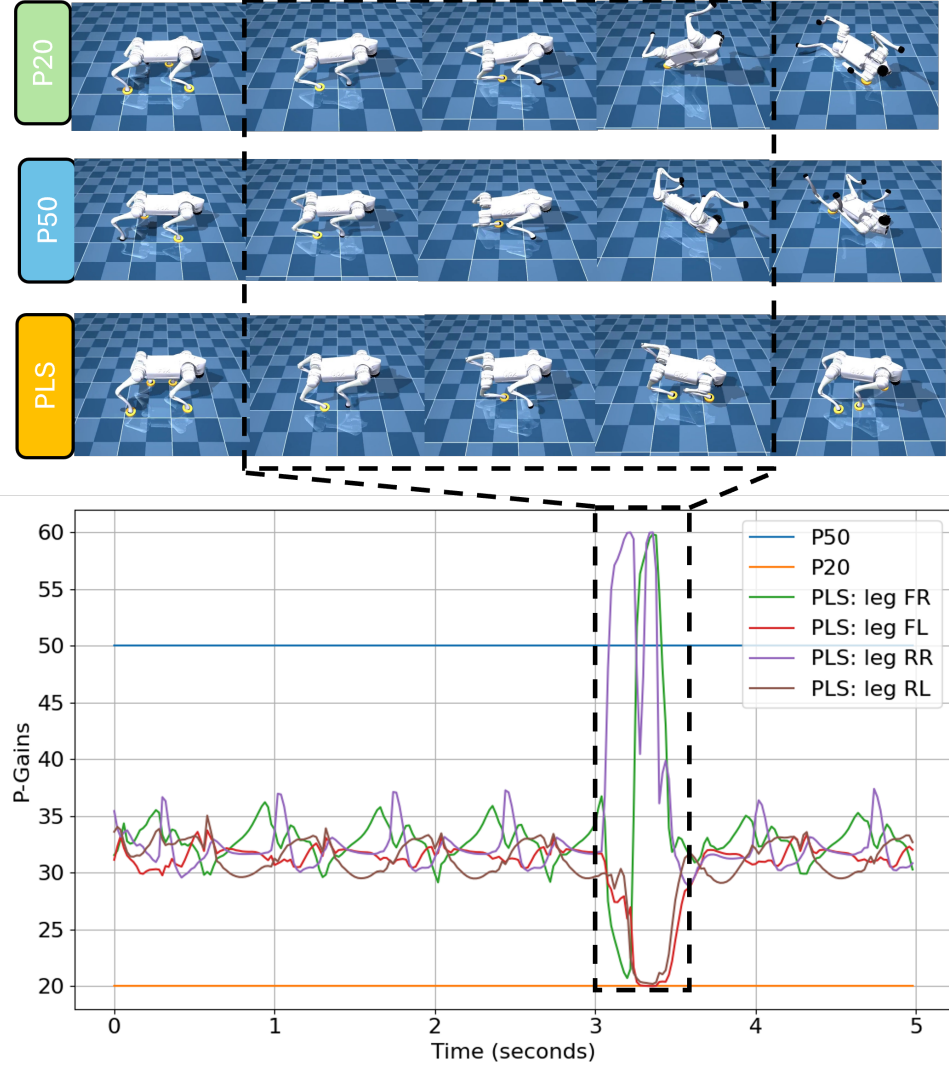 P20
P50
PLS
60
55
50
45
40
35
30
25
20
P-Gains
P50
P20
PLS: leg FR
PLS: leg FL
PLS: leg RR
PLS: leg RL
0
1
2
3
4
5
Time (seconds)